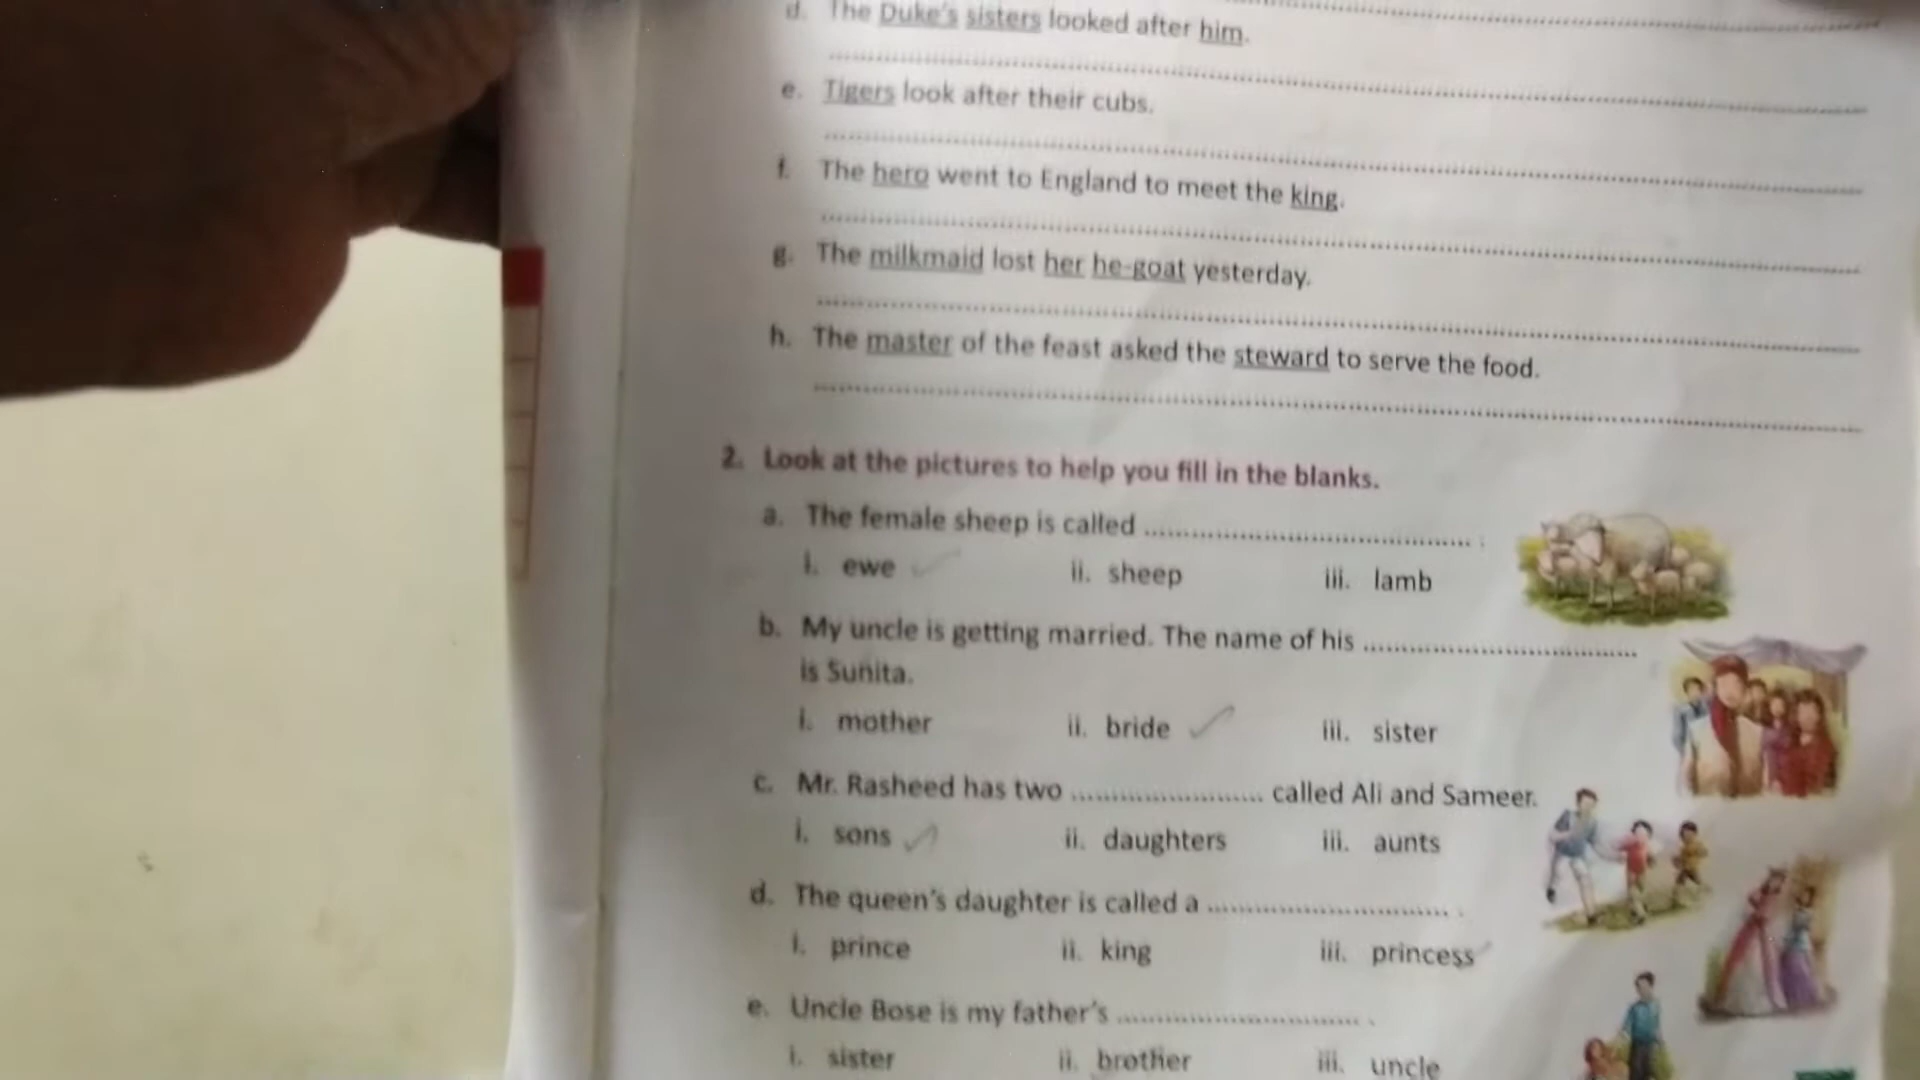 d. The Duke's sisters looked after him.
e. Tigers look after their cubs.
f. The hero went to England to meet the king.
g. The milkmaid lost her he-goat yesterday.
h. The master of the feast asked the steward to serve the food.
2. Look at the pictures to help you fill in the blanks.
a. The female sheep is called ........................................ .
i. ewe ii. sheep iii. lamb
b. My uncle is getting married. The name of his ..................................
is Sunita.
i. mother ii. bride iii. sister
c. Mr. Rasheed has two ........................ called Ali and Sameer.
i. sons ii. daughters iii. aunts
d. The queen's daughter is called a .............................. .
i. prince ii. king iii. princess
e. Uncle Bose is my father's .............................. .
i. sister ii. brother iii. uncle